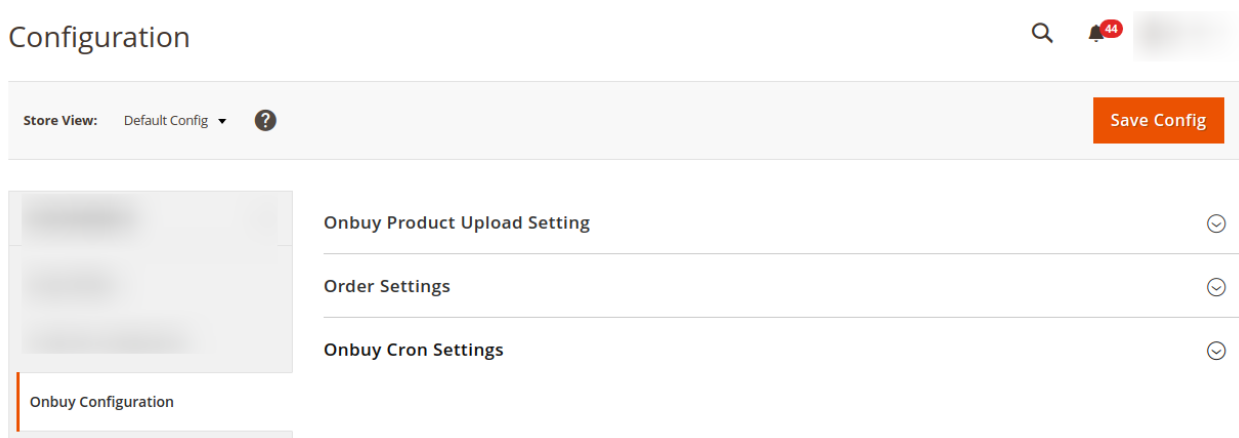 Configuration
44
Store View: Default Config ?
Save Config
Onbuy Product Upload Setting
Order Settings
Onbuy Cron Settings
Onbuy Configuration